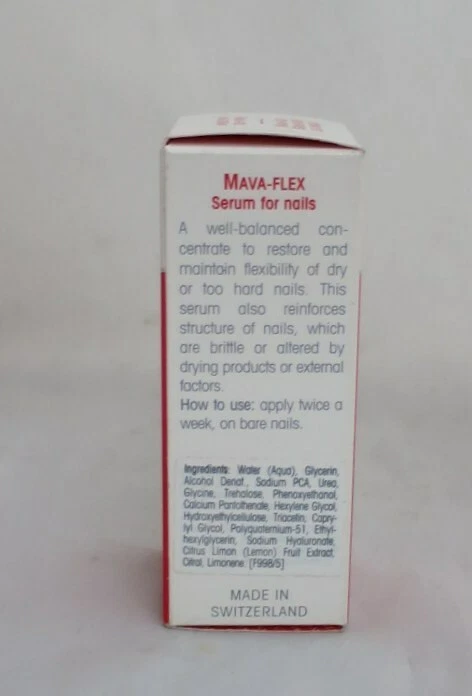 MAVA-FLEX
Serum for nails
A well-balanced con-
centrate to restore and
maintain flexibility of dry
or too hard nails. This
serum also reinforces
structure of nails, which
are brittle or altered by
drying products or external
factors.
How to use: apply twice a
week, on bare nails.
Ingredients: Water (Aqua), Glycerin,
Alcohol Denat., Sodium PCA, Urea,
Glycine, Trehalose, Phenoxyethanol,
Calcium Pantothenate, Hexylene Glycol,
Hydroxyethylcellulose, Triacetin, Capry-
lyl Glycol, Polyquaternium-51, Ethyl-
hexylglycerin, Sodium Hyaluronate,
Citrus Limon (Lemon) Fruit Extract,
Citral, Limonene. [F998/5]
MADE IN
SWITZERLAND